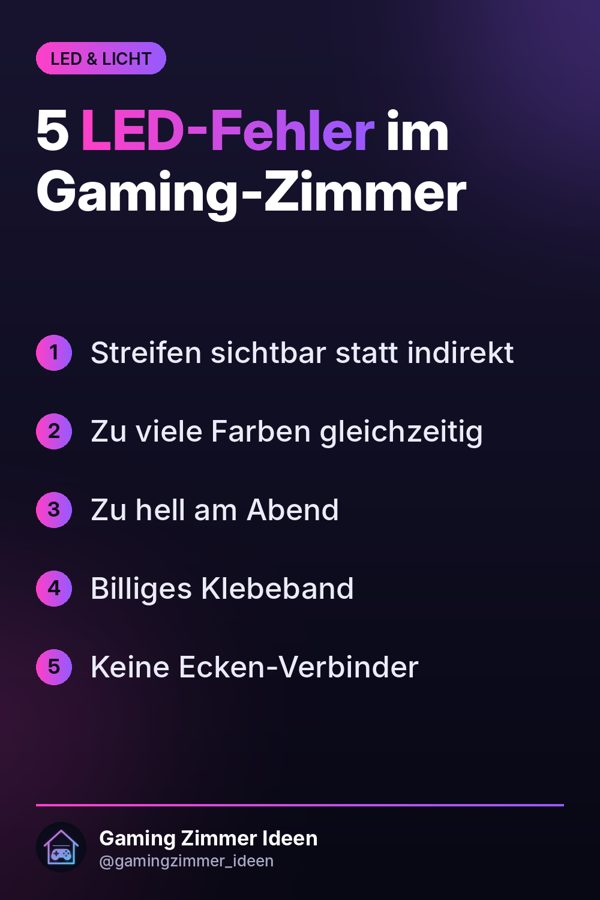 LED & LICHT
5 LED-Fehler im
Gaming-Zimmer
1 Streifen sichtbar statt indirekt
2 Zu viele Farben gleichzeitig
3 Zu hell am Abend
4 Billiges Klebeband
5 Keine Ecken-Verbinder
Gaming Zimmer Ideen
@gamingzimmer_ideen